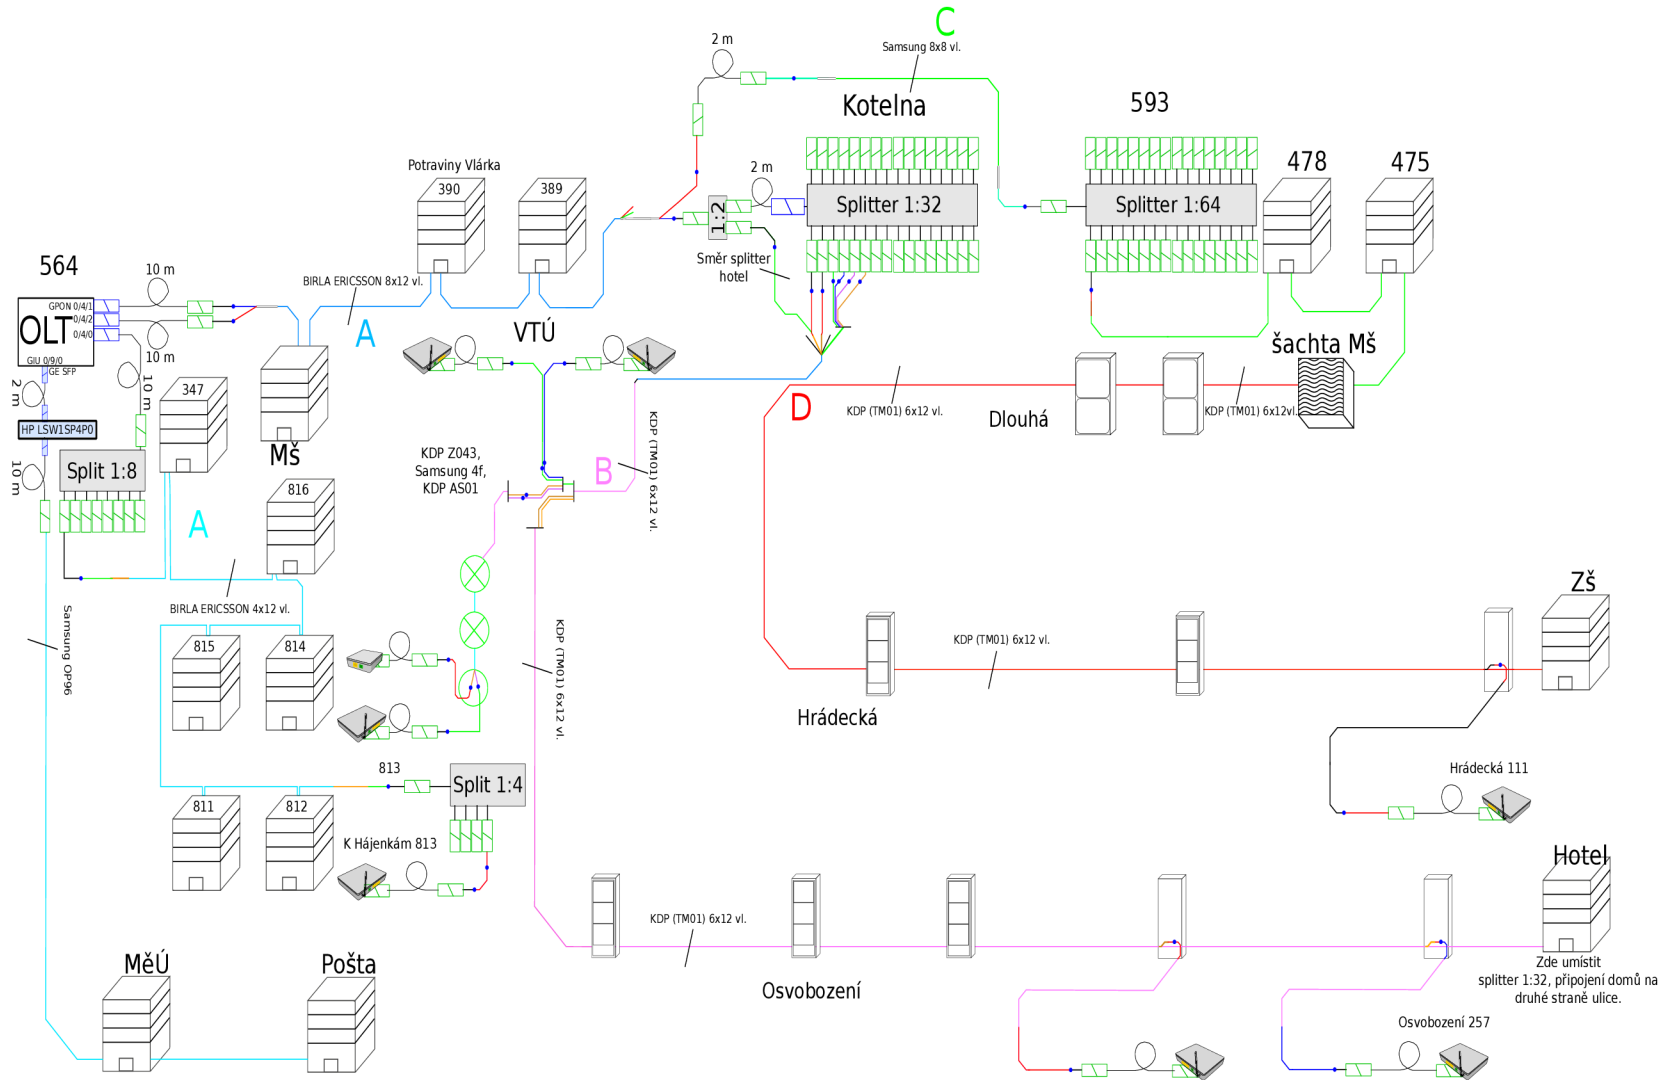 C
Samsung 8x8 vl.
2 m
Kotelna
593
Potraviny Vlárka
390
389
478
475
2 m
1:2
Splitter 1:32
Splitter 1:64
Směr splitter
hotel
564
10 m
BIRLA ERICSSON 8x12 vl.
GPON 0/4/1
0/4/2
0/4/0
OLT
GIU 0/9/0
GE SFP
10 m
A
VTÚ
šachta Mš
2 m
10 m
347
KDP (TM01) 6x12 vl.
KDP (TM01) 6x12vl.
D
Dlouhá
HP LSW1SP4P0
Mš
KDP Z043,
Samsung 4f,
KDP AS01
B
KDP (TM01) 6x12 vl.
Split 1:8
10 m
816
A
BIRLA ERICSSON 4x12 vl.
Samsung OP96
815
814
KDP (TM01) 6x12 vl.
KDP (TM01) 6x12 vl.
Zš
Hrádecká
813
Split 1:4
Hrádecká 111
811
812
K Hájenkám 813
Hotel
KDP (TM01) 6x12 vl.
MěÚ
Pošta
Osvobození
Zde umístit
splitter 1:32, připojení domů na
druhé straně ulice.
Osvobození 257